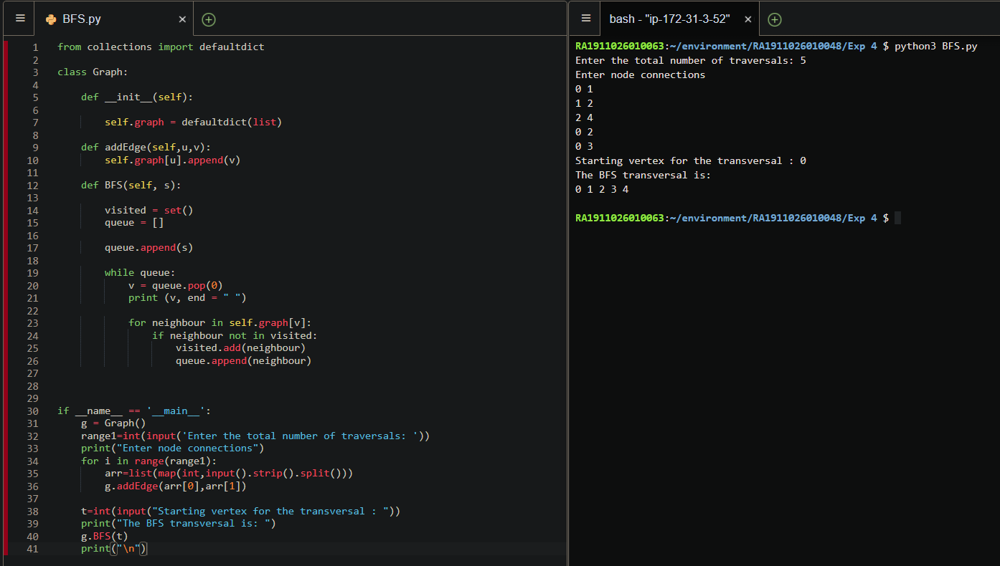 BFS.py
1 from collections import defaultdict
2
3 class Graph:
4
5     def __init__(self):
6
7         self.graph = defaultdict(list)
8
9     def addEdge(self,u,v):
10         self.graph[u].append(v)
11
12     def BFS(self, s):
13
14         visited = set()
15         queue = []
16
17         queue.append(s)
18
19         while queue:
20             v = queue.pop(0)
21             print (v, end = " ")
22
23             for neighbour in self.graph[v]:
24                 if neighbour not in visited:
25                     visited.add(neighbour)
26                     queue.append(neighbour)
27
28
29
30 if __name__ == '__main__':
31     g = Graph()
32     range1=int(input('Enter the total number of traversals: '))
33     print("Enter node connections")
34     for i in range(range1):
35         arr=list(map(int,input().strip().split()))
36         g.addEdge(arr[0],arr[1])
37
38     t=int(input("Starting vertex for the transversal : "))
39     print("The BFS transversal is: ")
40     g.BFS(t)
41     print("\n")
bash - "ip-172-31-3-52"
RA1911026010063:~/environment/RA1911026010048/Exp 4 $ python3 BFS.py
Enter the total number of traversals: 5
Enter node connections
0 1
1 2
2 4
0 2
0 3
Starting vertex for the transversal : 0
The BFS transversal is:
0 1 2 3 4
RA1911026010063:~/environment/RA1911026010048/Exp 4 $